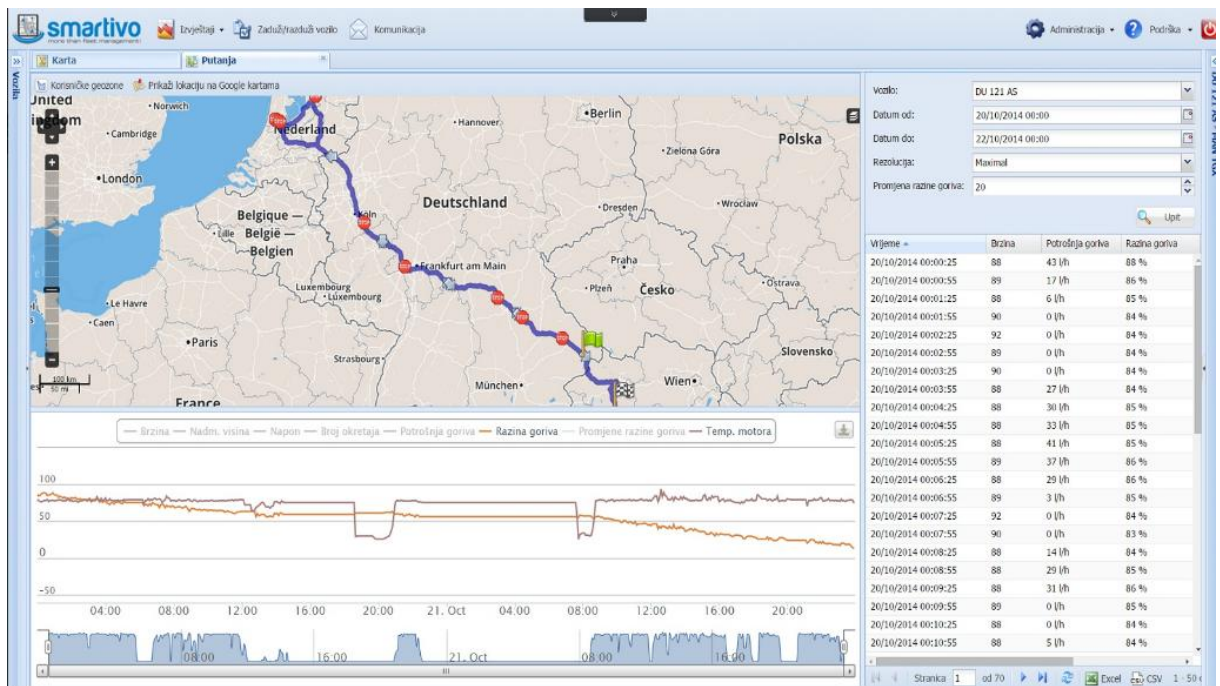 smartivo
more than fleet management!
Izvještaji
Zaduži/razduži vozilo
Komunikacija
Administracija
Podrška
Vozila
Karta
Putanja
Korisničke geozone
Prikaži lokaciju na Google kartama
United
Norwich
Cambridge
London
Nederland
Hannover
Berlin
Polska
Zielona Góra
Belgique —
België —
Belgien
Lille
Köln
Deutschland
Dresden
Wrocław
Frankfurt am Main
Luxembourg
Luxembourg
Praha
Plzeň
Česko
Ostrava
Le Havre
Caen
Paris
Strasbourg
München
Wien
Slovensko
France
100 km
50 mi
Brzina
Nadm. visina
Napon
Broj okretaja
Potrošnja goriva
Razina goriva
Promjene razine goriva
Temp. motora
100
50
0
-50
04:00 08:00 12:00 16:00 20:00 21. Oct 04:00 08:00 12:00 16:00 20:00
08:00 16:00 21. Oct 08:00 16:00
Vozilo: DU 121 AS
Datum od: 20/10/2014 00:00
Datum do: 22/10/2014 00:00
Rezolucija: Maximal
Promjena razine goriva: 20
Upit
Vrijeme Brzina Potrošnja goriva Razina goriva
20/10/2014 00:00:25 88 43 l/h 88 %
20/10/2014 00:00:55 89 17 l/h 86 %
20/10/2014 00:01:28 88 6 l/h 85 %
20/10/2014 00:01:55 90 0 l/h 84 %
20/10/2014 00:02:25 92 0 l/h 84 %
20/10/2014 00:02:55 89 0 l/h 84 %
20/10/2014 00:03:25 90 0 l/h 84 %
20/10/2014 00:03:55 88 27 l/h 84 %
20/10/2014 00:04:25 88 30 l/h 85 %
20/10/2014 00:04:55 88 33 l/h 85 %
20/10/2014 00:05:25 88 41 l/h 85 %
20/10/2014 00:05:55 89 37 l/h 86 %
20/10/2014 00:06:25 88 29 l/h 86 %
20/10/2014 00:06:55 89 3 l/h 85 %
20/10/2014 00:07:25 92 0 l/h 84 %
20/10/2014 00:07:55 90 0 l/h 83 %
20/10/2014 00:08:25 88 14 l/h 84 %
20/10/2014 00:08:55 88 29 l/h 85 %
20/10/2014 00:09:25 88 31 l/h 86 %
20/10/2014 00:09:55 89 0 l/h 85 %
20/10/2014 00:10:25 88 0 l/h 84 %
20/10/2014 00:10:55 88 5 l/h 84 %
Stranica 1 od 70 Excel CSV 1 - 50